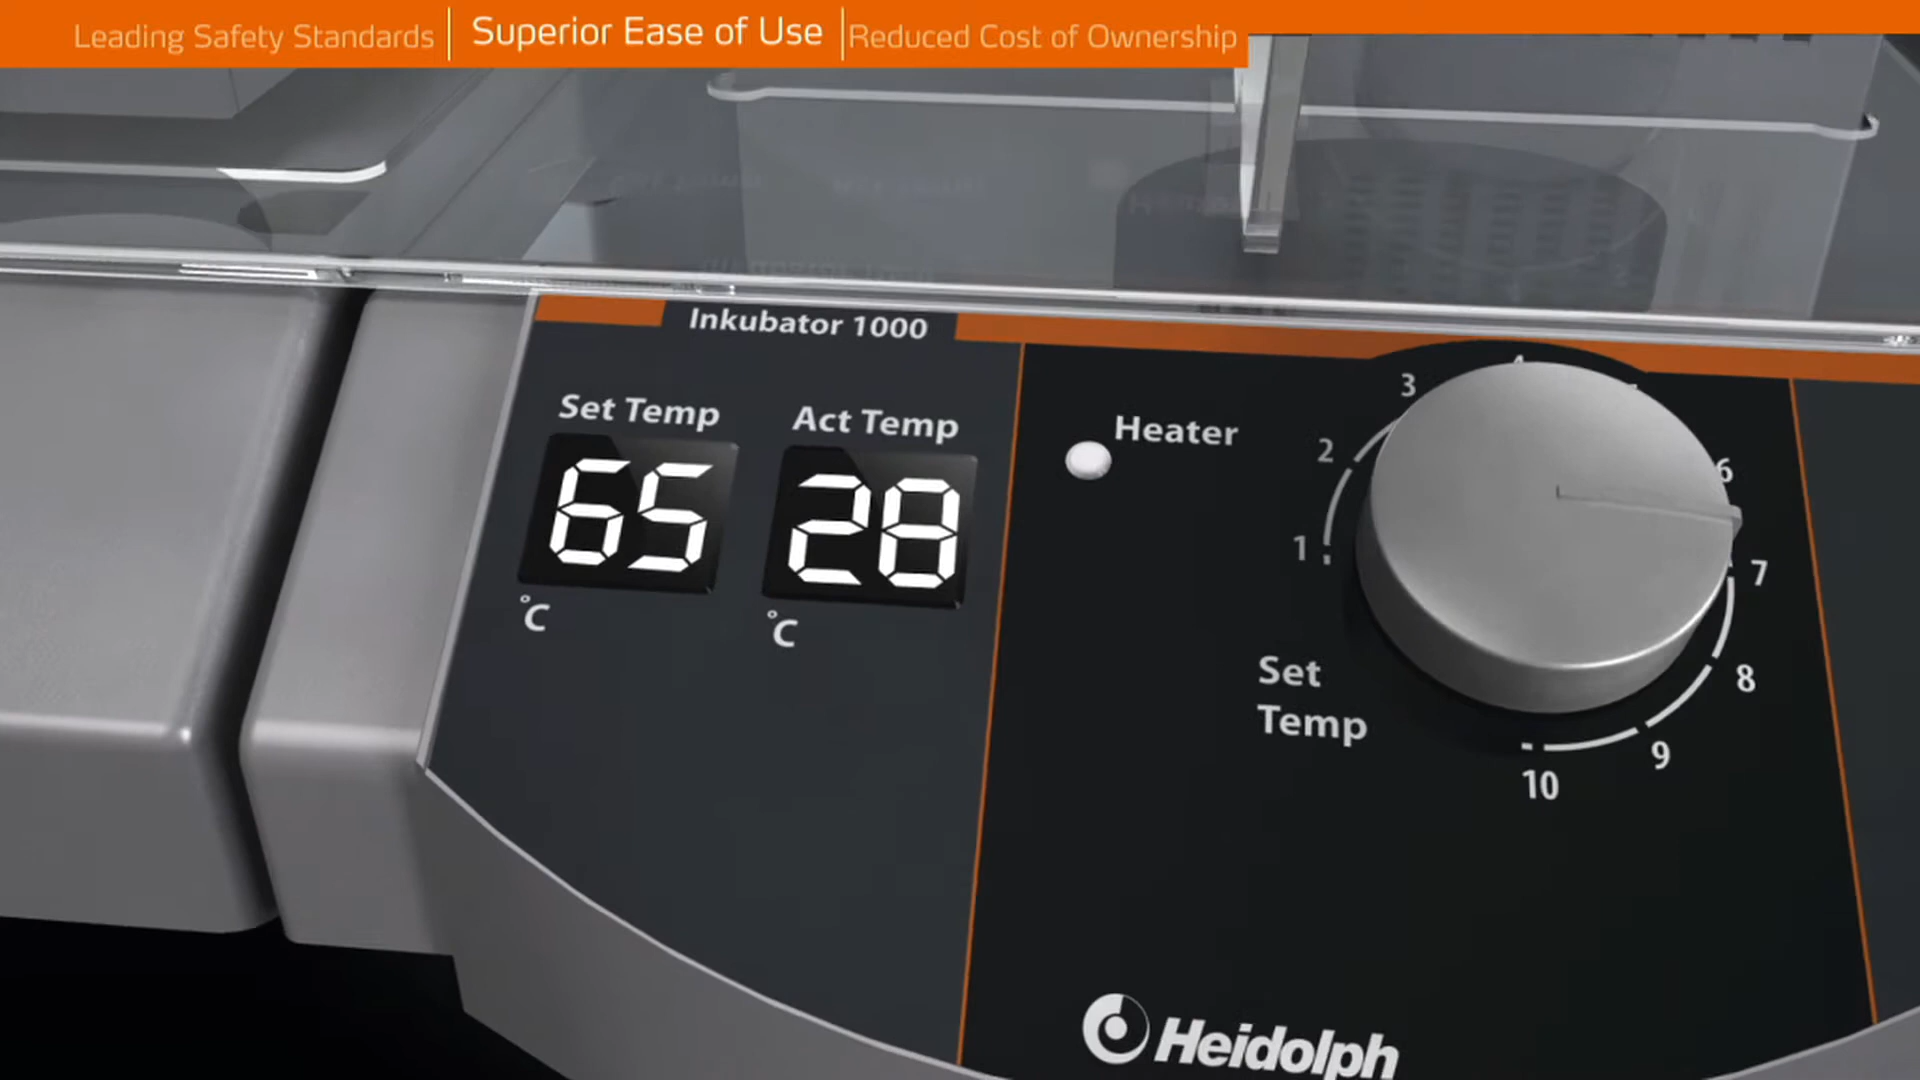 Leading Safety Standards
Superior Ease of Use
Reduced Cost of Ownership
Inkubator 1000
Set Temp
Act Temp
65
28
°C
°C
Heater
1
2
3
6
7
8
9
10
Set
Temp
Heidolph